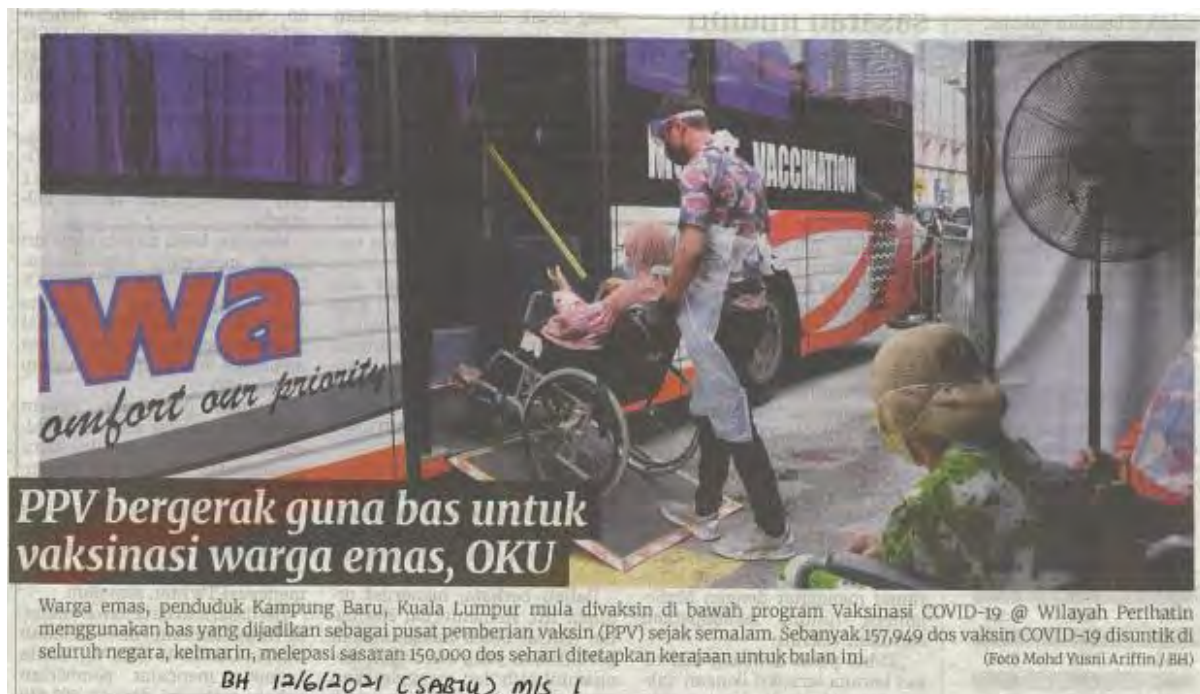 VACCINATION
wa
omfort our priority
PPV bergerak guna bas untuk
vaksinasi warga emas, OKU
Warga emas, penduduk Kampung Baru, Kuala Lumpur mula divaksin di bawah program Vaksinasi COVID-19 @ Wilayah Perihatin
menggunakan bas yang dijadikan sebagai pusat pemberian vaksin (PPV) sejak semalam. Sebanyak 157,949 dos vaksin COVID-19 disuntik di
seluruh negara, kelmarin, melepasi sasaran 150,000 dos sehari ditetapkan kerajaan untuk bulan ini.
(Foto Mohd Yusni Ariffin / BH)
BH 12/6/2021 (SABTU) M/S 1